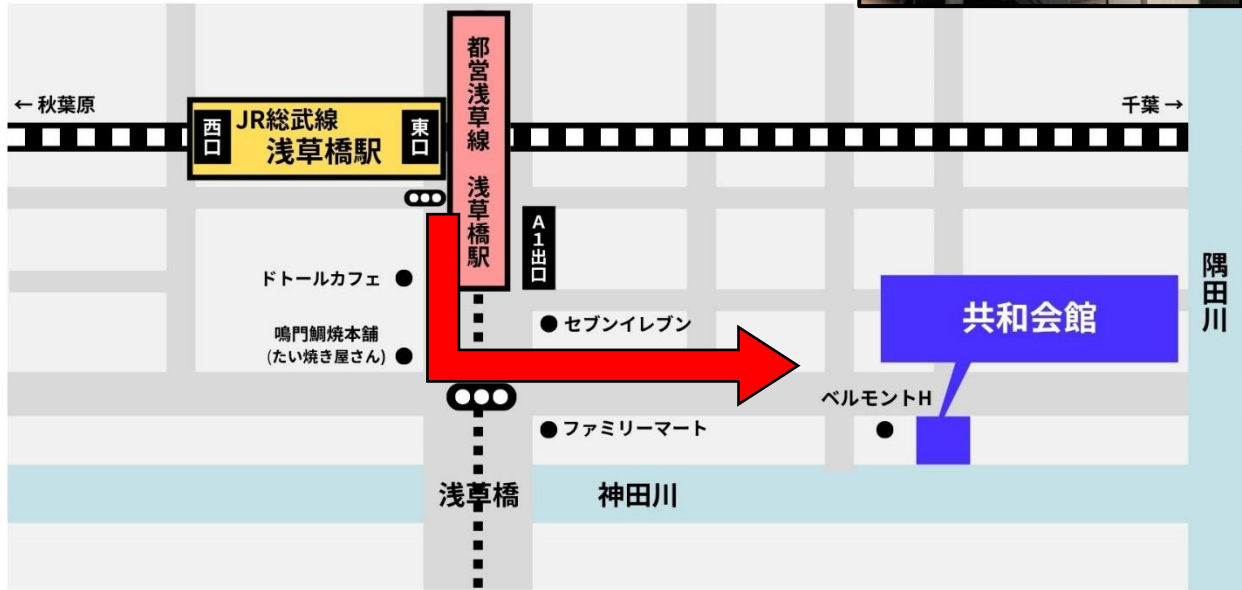 ← 秋葉原
千葉 →
西口
JR総武線
浅草橋駅
東口
都営浅草線 浅草橋駅
A1出口
ドトールカフェ
セブンイレブン
鳴門鯛焼本舗
(たい焼き屋さん)
共和会館
隅田川
ベルモントH
ファミリーマート
浅草橋
神田川